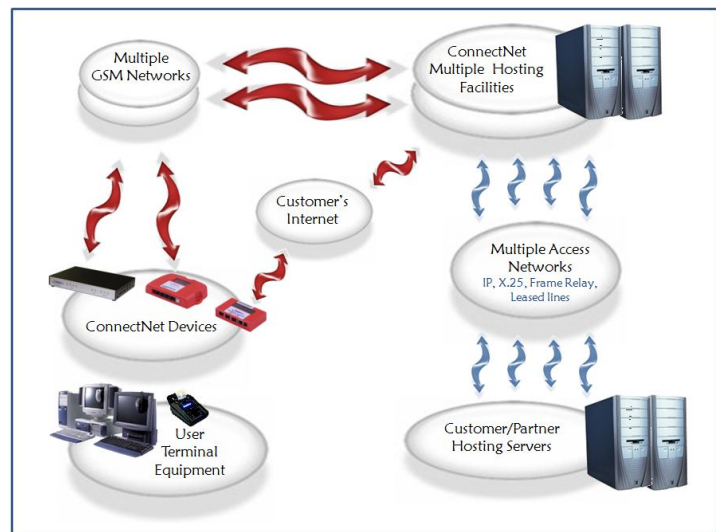 Multiple
GSM Networks
ConnectNet
Multiple Hosting
Facilities
Customer's
Internet
Multiple Access
Networks
IP, X.25, Frame Relay,
Leased lines
ConnectNet Devices
User
Terminal
Equipment
Customer/Partner
Hosting Servers